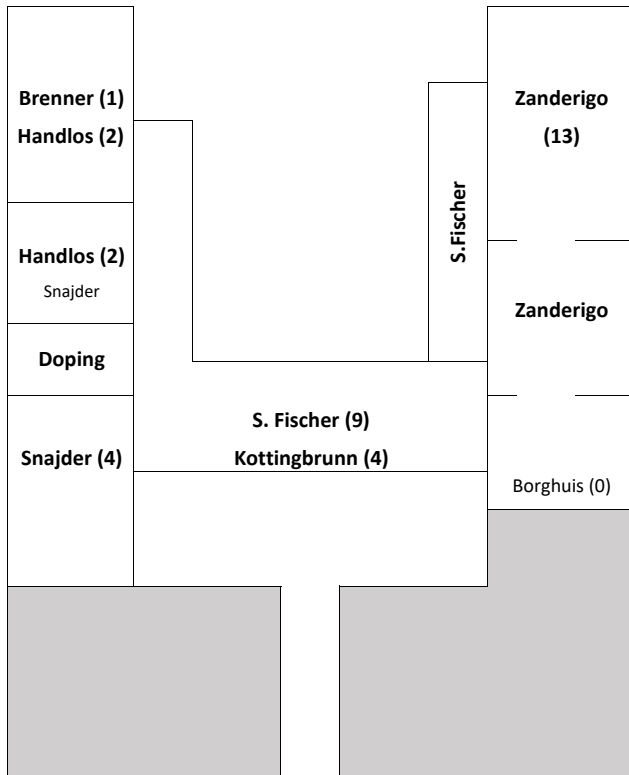 Brenner (1)
Handlos (2)
Handlos (2)
Snajder
Doping
Snajder (4)
S. Fischer (9)
Kottingbrunn (4)
S.Fischer
Zanderigo
(13)
Zanderigo
Borghuis (0)